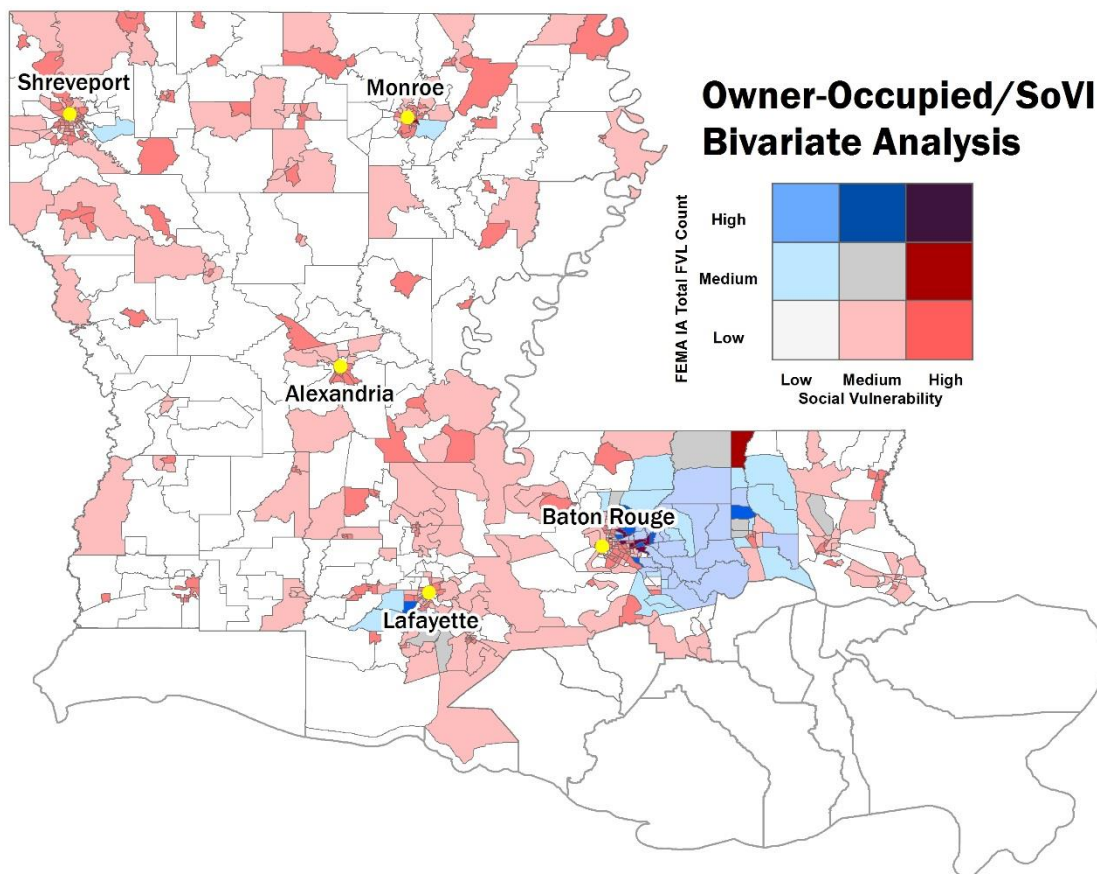 Shreveport
Monroe
Owner-Occupied/SoVI
Bivariate Analysis
FEMA IA Total FVL Count
High
Medium
Low
Low Medium High
Social Vulnerability
Alexandria
Baton Rouge
Lafayette